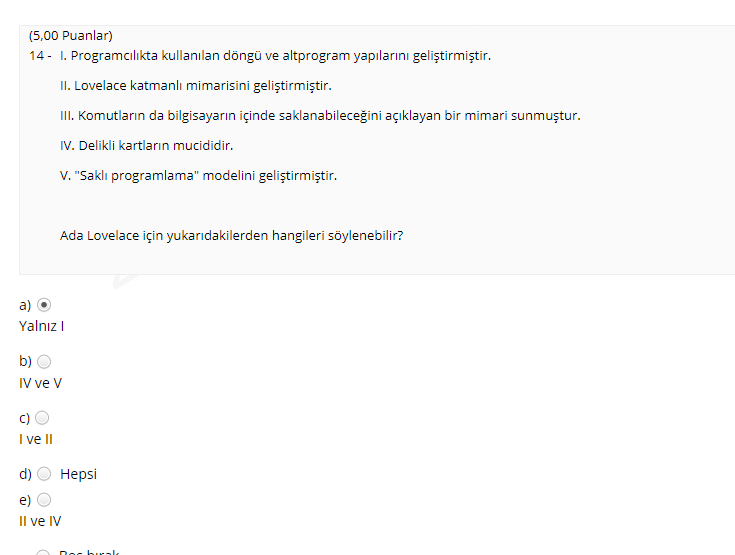 (5,00 Puanlar)
14 - I. Programcılıkta kullanılan döngü ve altprogram yapılarını geliştirmiştir.
II. Lovelace katmanlı mimarisini geliştirmiştir.
III. Komutların da bilgisayarın içinde saklanabileceğini açıklayan bir mimari sunmuştur.
IV. Delikli kartların mucididir.
V. "Saklı programlama" modelini geliştirmiştir.
Ada Lovelace için yukarıdakilerden hangileri söylenebilir?
a)
Yalnız I
b)
IV ve V
c)
I ve II
d) Hepsi
e)
II ve IV
Boş bırak